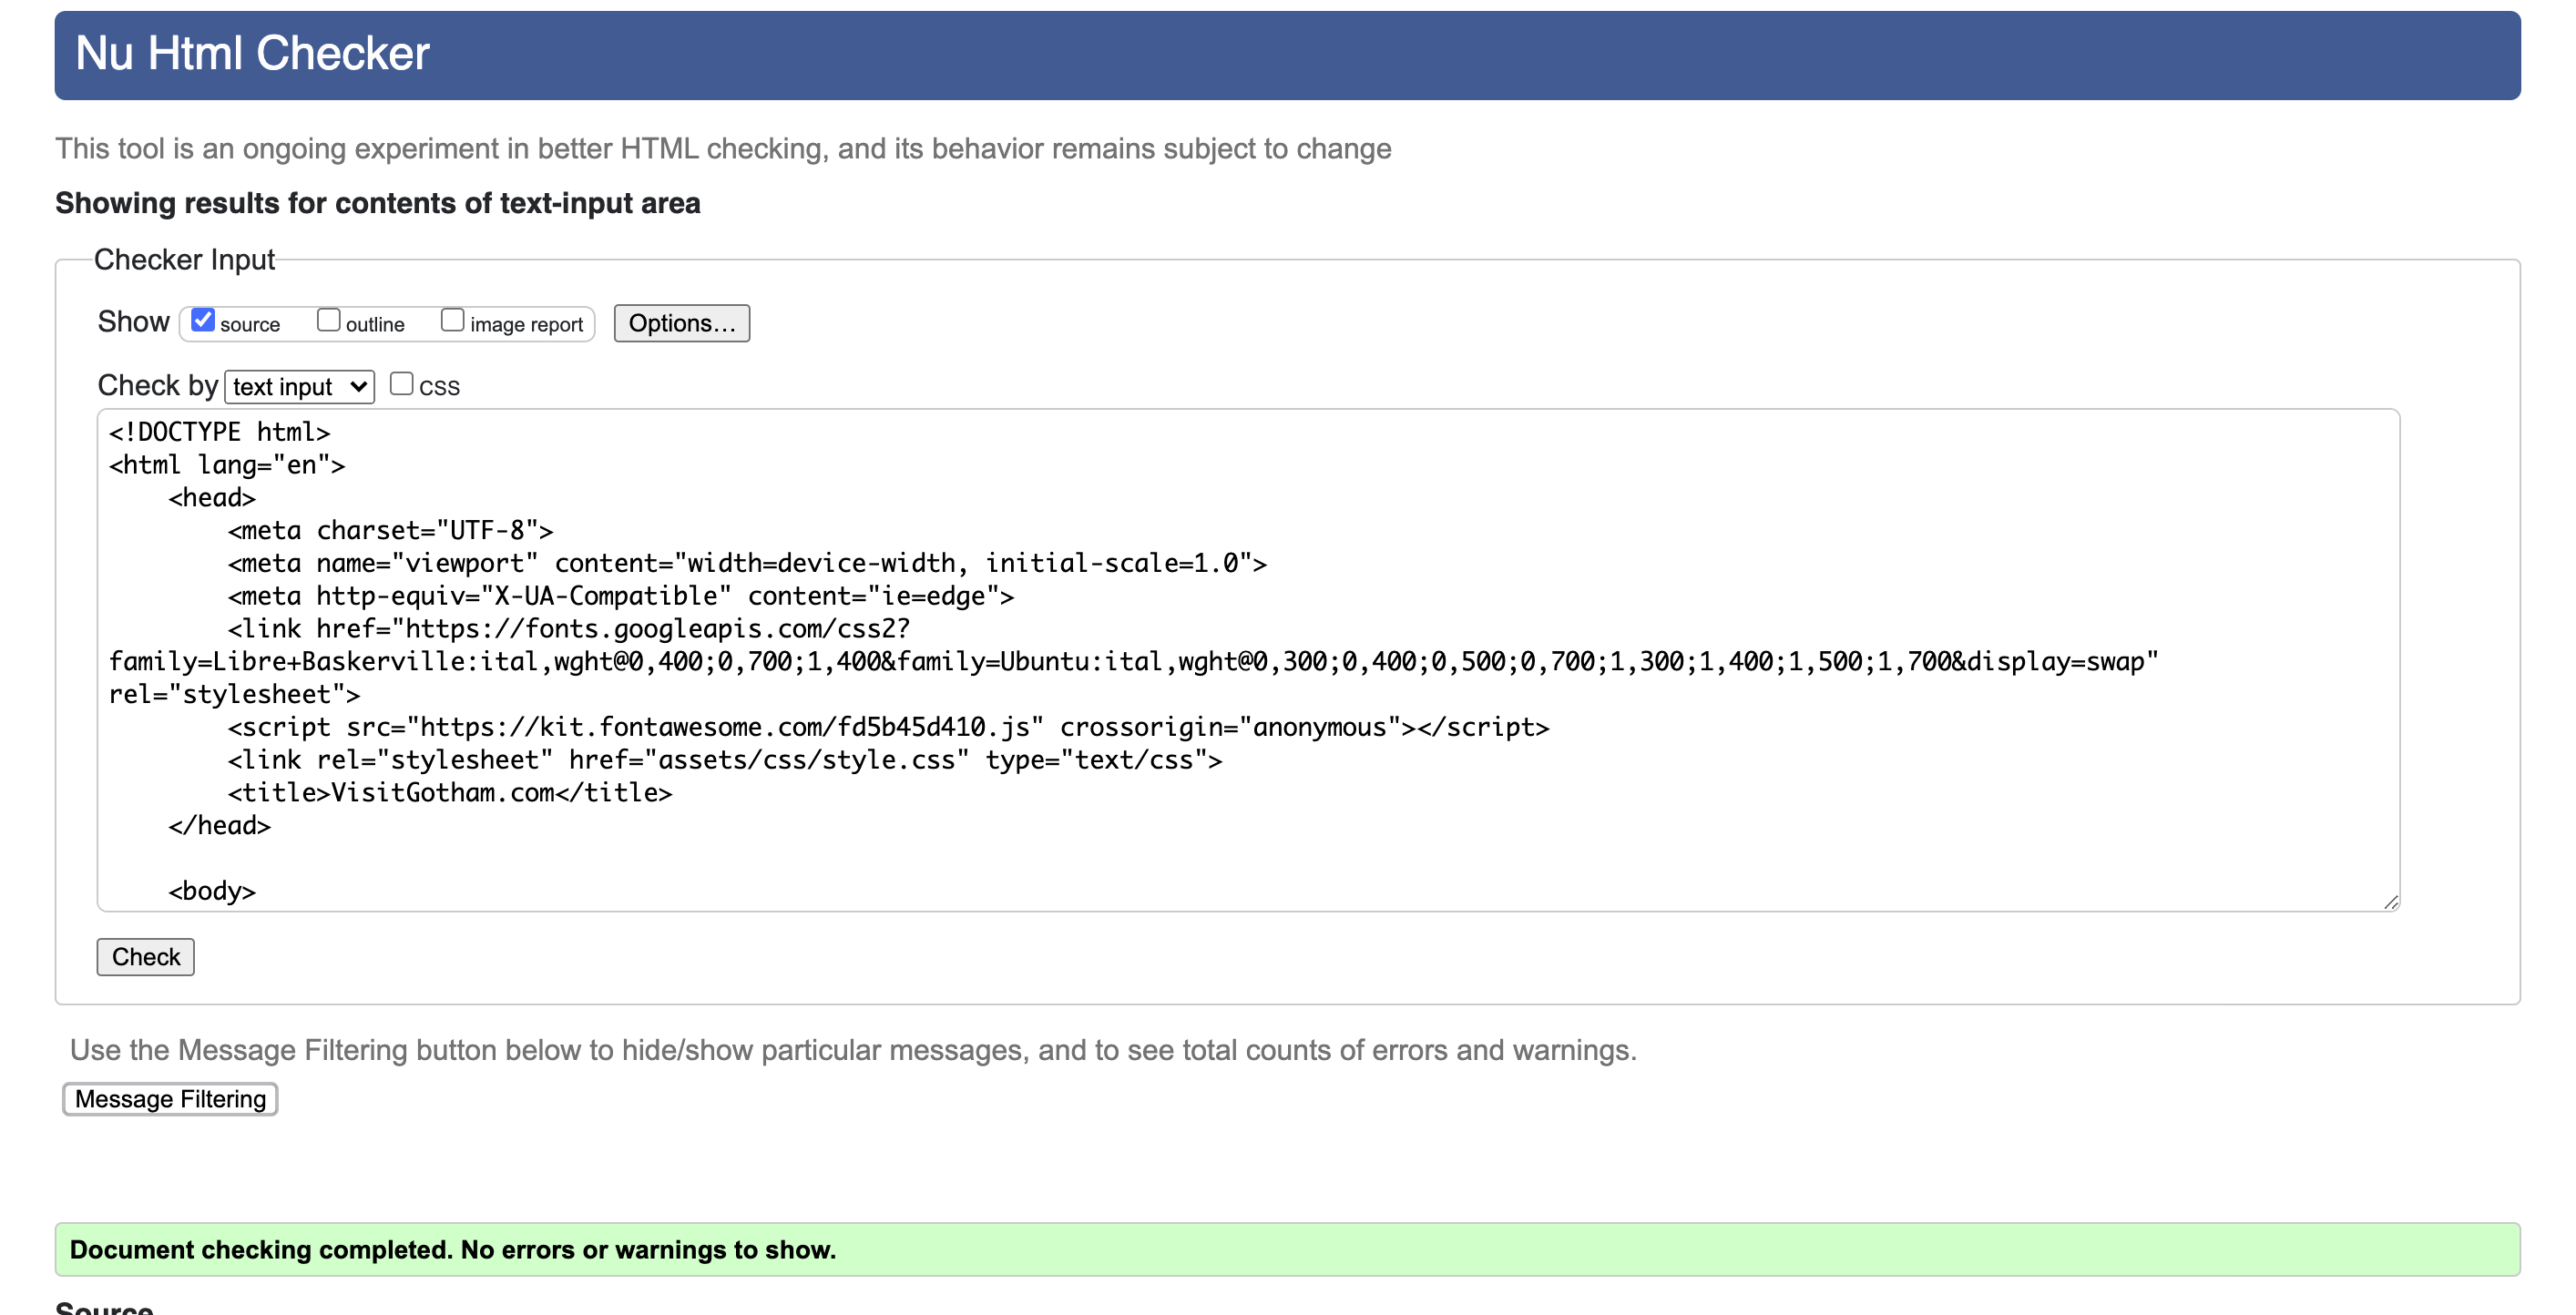 Nu Html Checker
This tool is an ongoing experiment in better HTML checking, and its behavior remains subject to change
Showing results for contents of text-input area
Checker Input
Show source outline image report Options...
Check by text input css
<!DOCTYPE html>
<html lang="en">
<head>
<meta charset="UTF-8">
<meta name="viewport" content="width=device-width, initial-scale=1.0">
<meta http-equiv="X-UA-Compatible" content="ie=edge">
<link href="https://fonts.googleapis.com/css2?
family=Libre+Baskerville:ital,wght@0,400;0,700;1,400&family=Ubuntu:ital,wght@0,300;0,400;0,500;0,700;1,300;1,400;1,500;1,700&display=swap"
rel="stylesheet">
<script src="https://kit.fontawesome.com/fd5b45d410.js" crossorigin="anonymous"></script>
<link rel="stylesheet" href="assets/css/style.css" type="text/css">
<title>VisitGotham.com</title>
</head>
<body>
Check
Use the Message Filtering button below to hide/show particular messages, and to see total counts of errors and warnings.
Message Filtering
Document checking completed. No errors or warnings to show.
Source